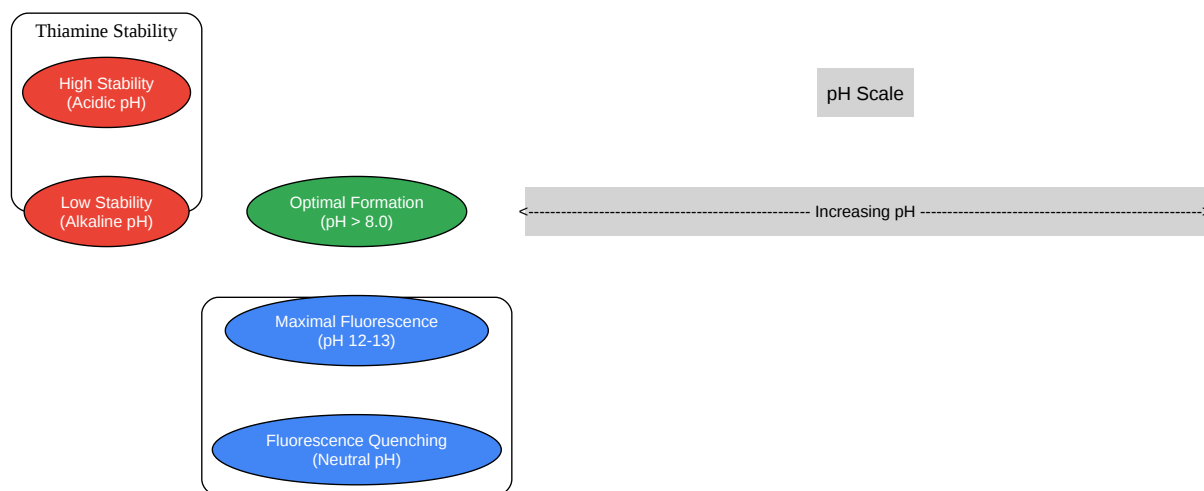 Thiamine Stability
High Stability
(Acidic pH)
pH Scale
Low Stability
(Alkaline pH)
Optimal Formation
(pH > 8.0)
<---------------------------------------------------- Increasing pH ---------------------------------------------------->
Maximal Fluorescence
(pH 12-13)
Fluorescence Quenching
(Neutral pH)